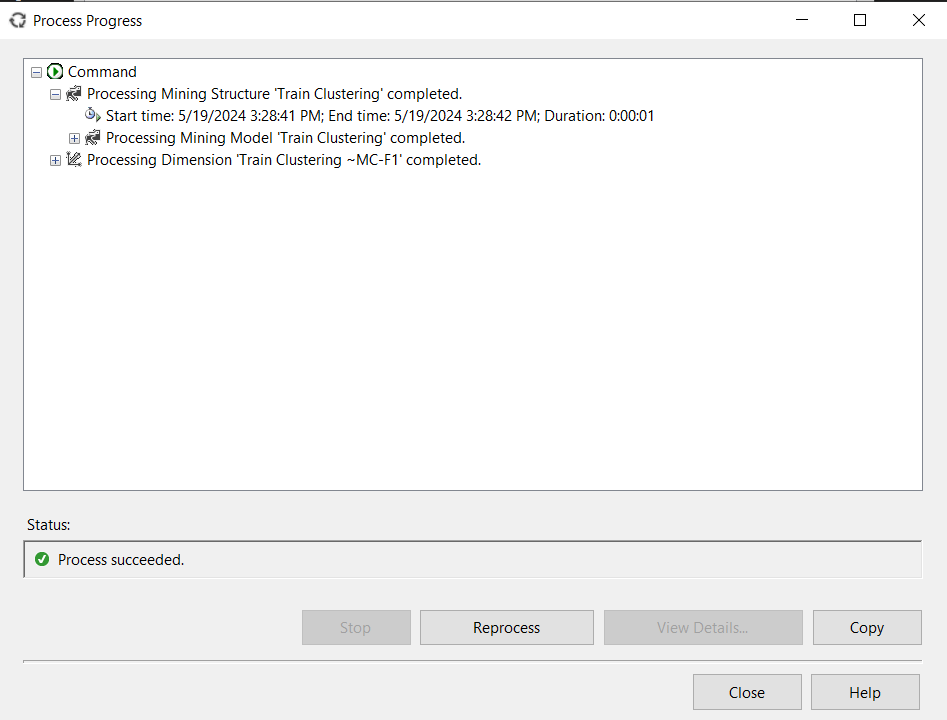 Process Progress
Command
Processing Mining Structure 'Train Clustering' completed.
Start time: 5/19/2024 3:28:41 PM; End time: 5/19/2024 3:28:42 PM; Duration: 0:00:01
Processing Mining Model 'Train Clustering' completed.
Processing Dimension 'Train Clustering ~MC-F1' completed.
Status:
Process succeeded.
Stop Reprocess View Details... Copy
Close Help